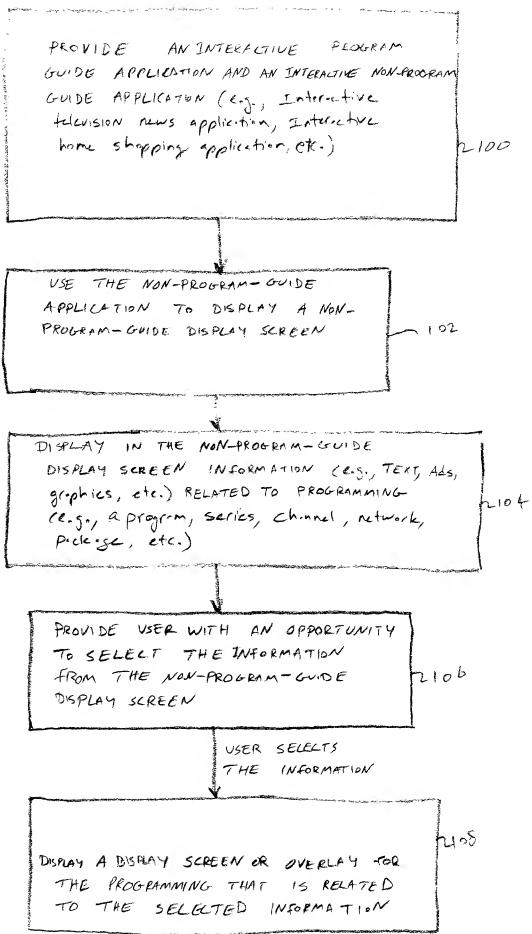 PROVIDE AN INTERACTIVE PROGRAM
GUIDE APPLICATION AND AN INTERACTIVE NON-PROGRAM
GUIDE APPLICATION (e.g., Interactive
television news application, Interactive
home shopping application, etc.)
100
USE THE NON-PROGRAM-GUIDE
APPLICATION TO DISPLAY A NON-
PROGRAM-GUIDE DISPLAY SCREEN
102
DISPLAY IN THE NON-PROGRAM-GUIDE
DISPLAY SCREEN INFORMATION (e.g., TEXT, Ads,
graphics, etc.) RELATED TO PROGRAMMING
(e.g., a program, series, channel, network,
package, etc.)
104
PROVIDE USER WITH AN OPPORTUNITY
TO SELECT THE INFORMATION
FROM THE NON-PROGRAM-GUIDE
DISPLAY SCREEN
106
USER SELECTS
THE INFORMATION
108
DISPLAY A DISPLAY SCREEN OR OVERLAY FOR
THE PROGRAMMING THAT IS RELATED
TO THE SELECTED INFORMATION